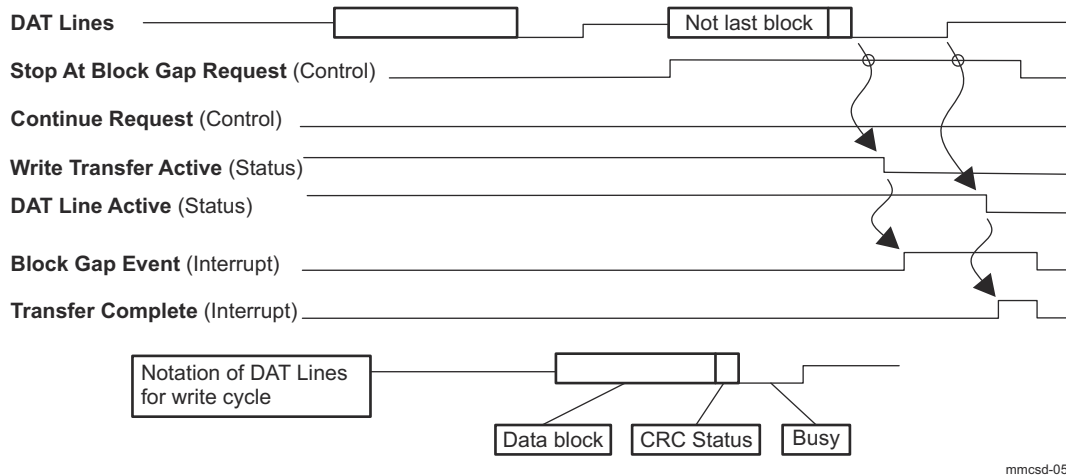 DAT Lines
Not last block
Stop At Block Gap Request (Control)
Continue Request (Control)
Write Transfer Active (Status)
DAT Line Active (Status)
Block Gap Event (Interrupt)
Transfer Complete (Interrupt)
Notation of DAT Lines
for write cycle
Data block
CRC Status
Busy
mmcsd-05